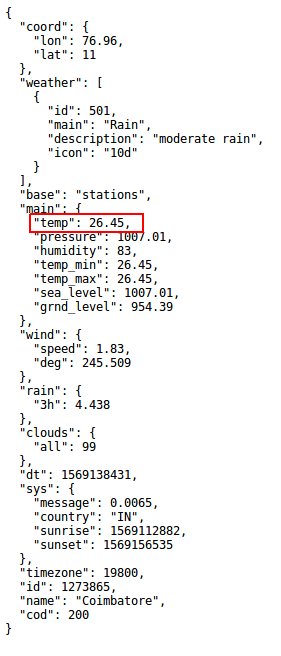 {
  "coord": {
    "lon": 76.96,
    "lat": 11
  },
  "weather": [
    {
      "id": 501,
      "main": "Rain",
      "description": "moderate rain",
      "icon": "10d"
    }
  ],
  "base": "stations",
  "main": {
    "temp": 26.45,
    "pressure": 1007.01,
    "humidity": 83,
    "temp_min": 26.45,
    "temp_max": 26.45,
    "sea_level": 1007.01,
    "grnd_level": 954.39
  },
  "wind": {
    "speed": 1.83,
    "deg": 245.509
  },
  "rain": {
    "3h": 4.438
  },
  "clouds": {
    "all": 99
  },
  "dt": 1569138431,
  "sys": {
    "message": 0.0065,
    "country": "IN",
    "sunrise": 1569112882,
    "sunset": 1569156535
  },
  "timezone": 19800,
  "id": 1273865,
  "name": "Coimbatore",
  "cod": 200
}